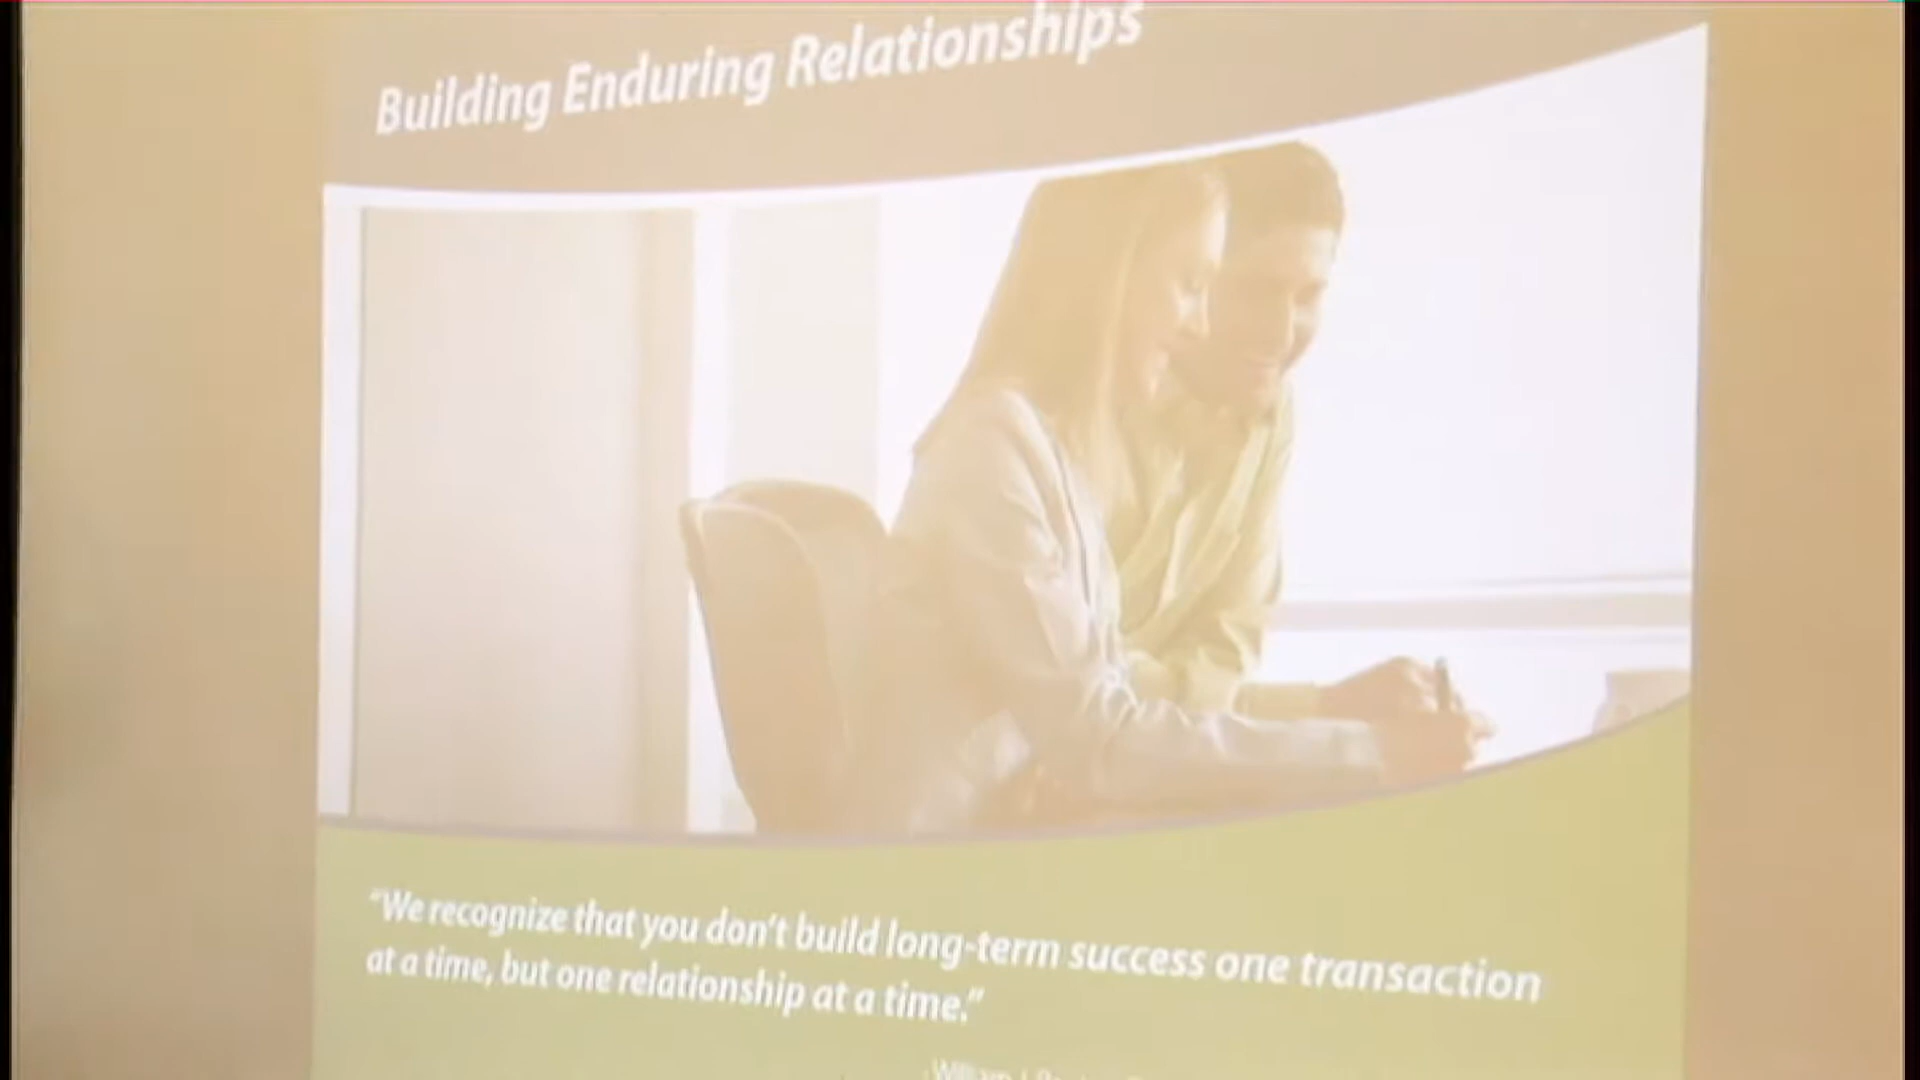 Building Enduring Relationships
“We recognize that you don’t build long-term success one transaction
at a time, but one relationship at a time.”
William J.